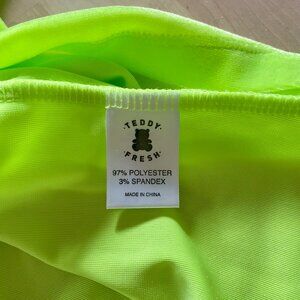 TEDDY
FRESH
97% POLYESTER
3% SPANDEX
MADE IN CHINA